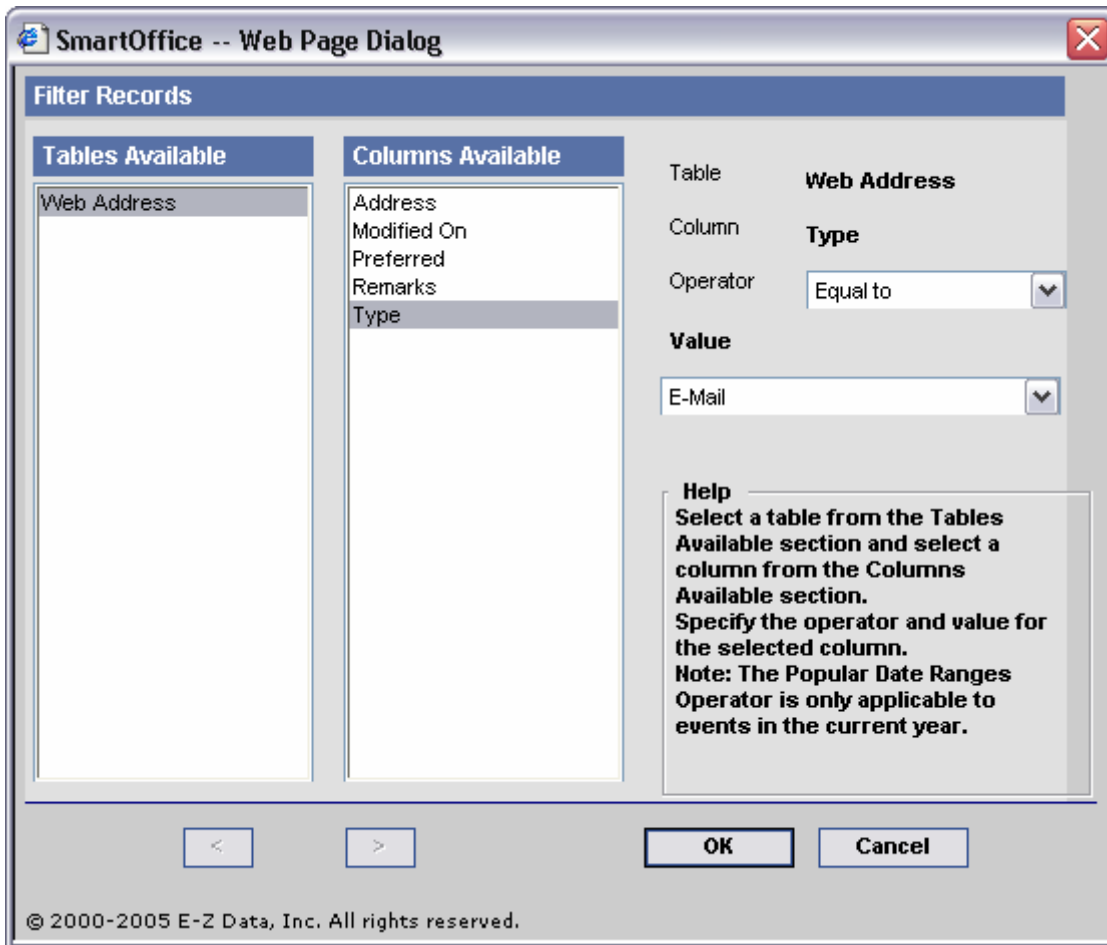 SmartOffice -- Web Page Dialog
Filter Records
Tables Available
Web Address
Columns Available
Address
Modified On
Preferred
Remarks
Type
Table Web Address
Column Type
Operator Equal to
Value
E-Mail
Help
Select a table from the Tables
Available section and select a
column from the Columns
Available section.
Specify the operator and value for
the selected column.
Note: The Popular Date Ranges
Operator is only applicable to
events in the current year.
< >
OK Cancel
© 2000-2005 E-Z Data, Inc. All rights reserved.